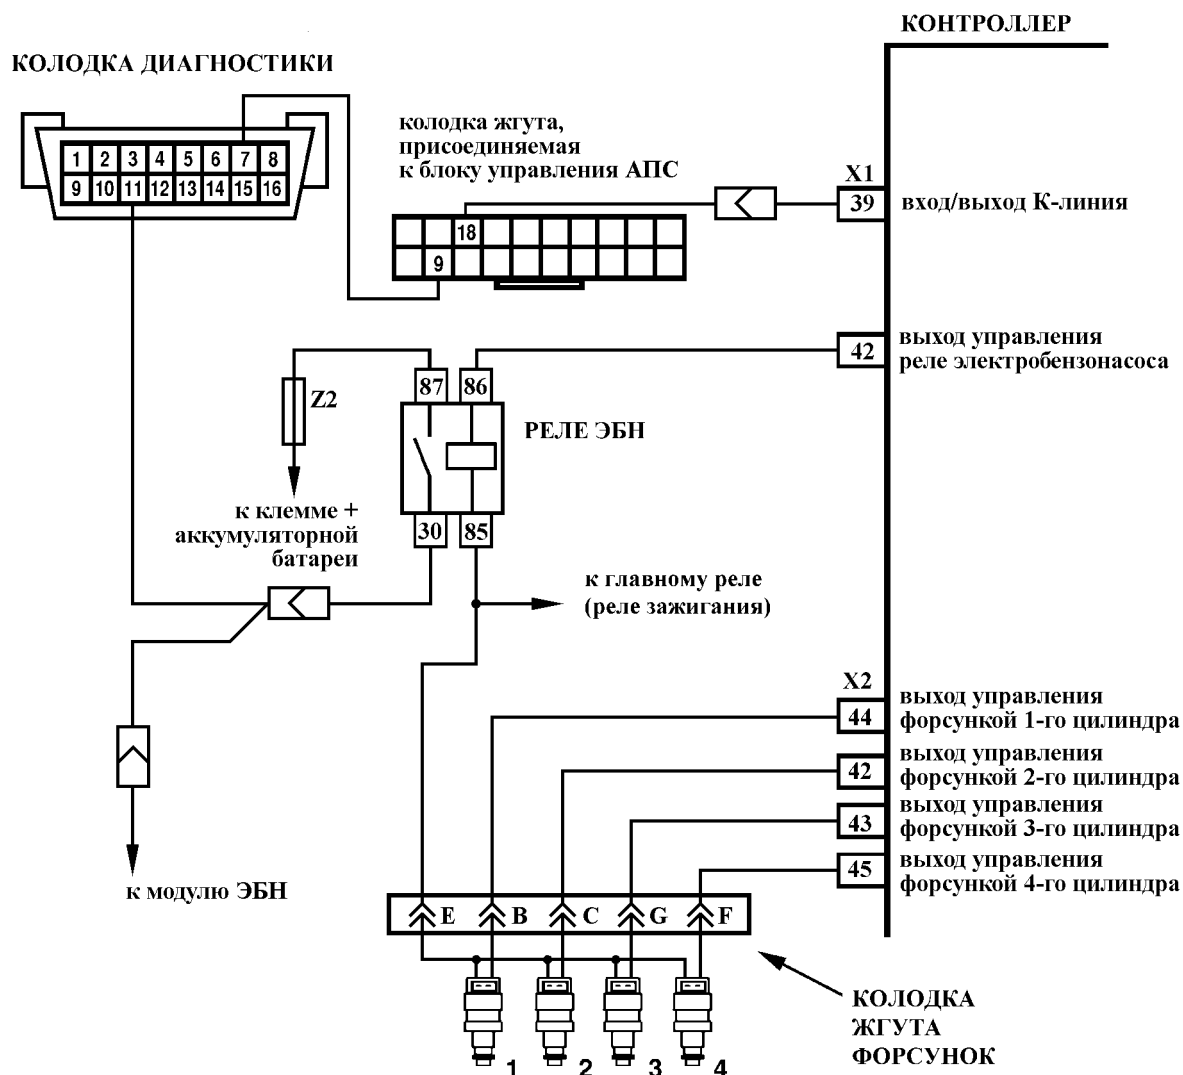 КОНТРОЛЛЕР
КОЛОДКА ДИАГНОСТИКИ
1 2 3 4 5 6 7 8
9 10 11 12 13 14 15 16
колодка жгута,
присоединяемая
к блоку управления АПС
18
9
X1
39
вход/выход К-линия
42
выход управления
реле электробензонасоса
Z2
87 86
РЕЛЕ ЭБН
30 85
к клемме +
аккумуляторной
батареи
к главному реле
(реле зажигания)
X2
44
выход управления
форсункой 1-го цилиндра
42
выход управления
форсункой 2-го цилиндра
43
выход управления
форсункой 3-го цилиндра
45
выход управления
форсункой 4-го цилиндра
к модулю ЭБН
E B C G F
1 2 3 4
КОЛОДКА
ЖГУТА
ФОРСУНОК